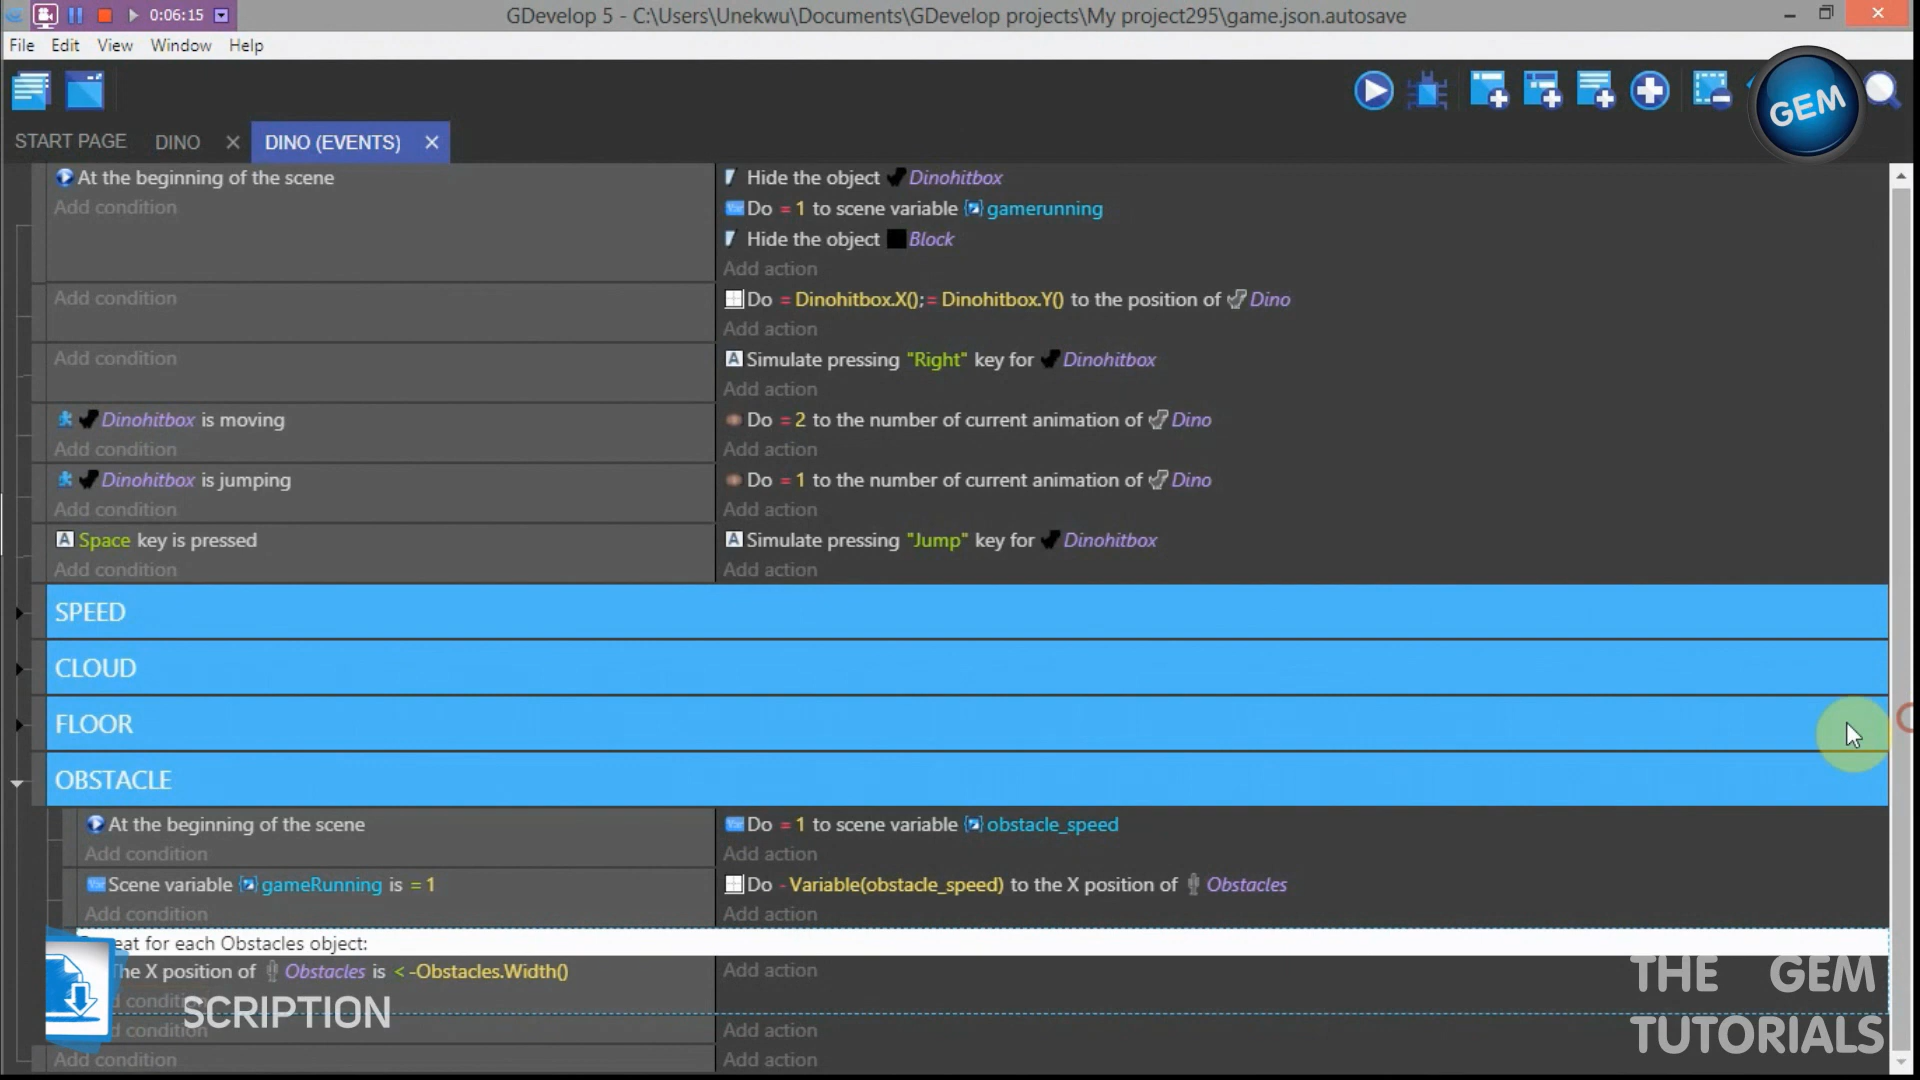 0:06:15
GDevelop 5 - C:\Users\Unekwu\Documents\GDevelop projects\My project295\game.json.autosave
File Edit View Window Help
GEM
START PAGE DINO DINO (EVENTS)
At the beginning of the scene
Hide the object Dinohitbox
Add condition
Do = 1 to scene variable gamerunning
Hide the object Block
Add action
Add condition
Do = Dinohitbox.X();= Dinohitbox.Y() to the position of Dino
Add action
Add condition
Simulate pressing "Right" key for Dinohitbox
Add action
Dinohitbox is moving
Do = 2 to the number of current animation of Dino
Add condition
Add action
Dinohitbox is jumping
Do = 1 to the number of current animation of Dino
Add condition
Add action
Space key is pressed
Simulate pressing "Jump" key for Dinohitbox
Add condition
Add action
SPEED
CLOUD
FLOOR
OBSTACLE
At the beginning of the scene
Do = 1 to scene variable obstacle_speed
Add condition
Add action
Scene variable gameRunning is = 1
Do - Variable(obstacle_speed) to the X position of Obstacles
Add condition
Add action
for each Obstacles object:
X position of Obstacles is < -Obstacles.Width()
Add action
condition
SCRIPTION
condition
Add action
Add condition
Add action
THE GEM
TUTORIALS